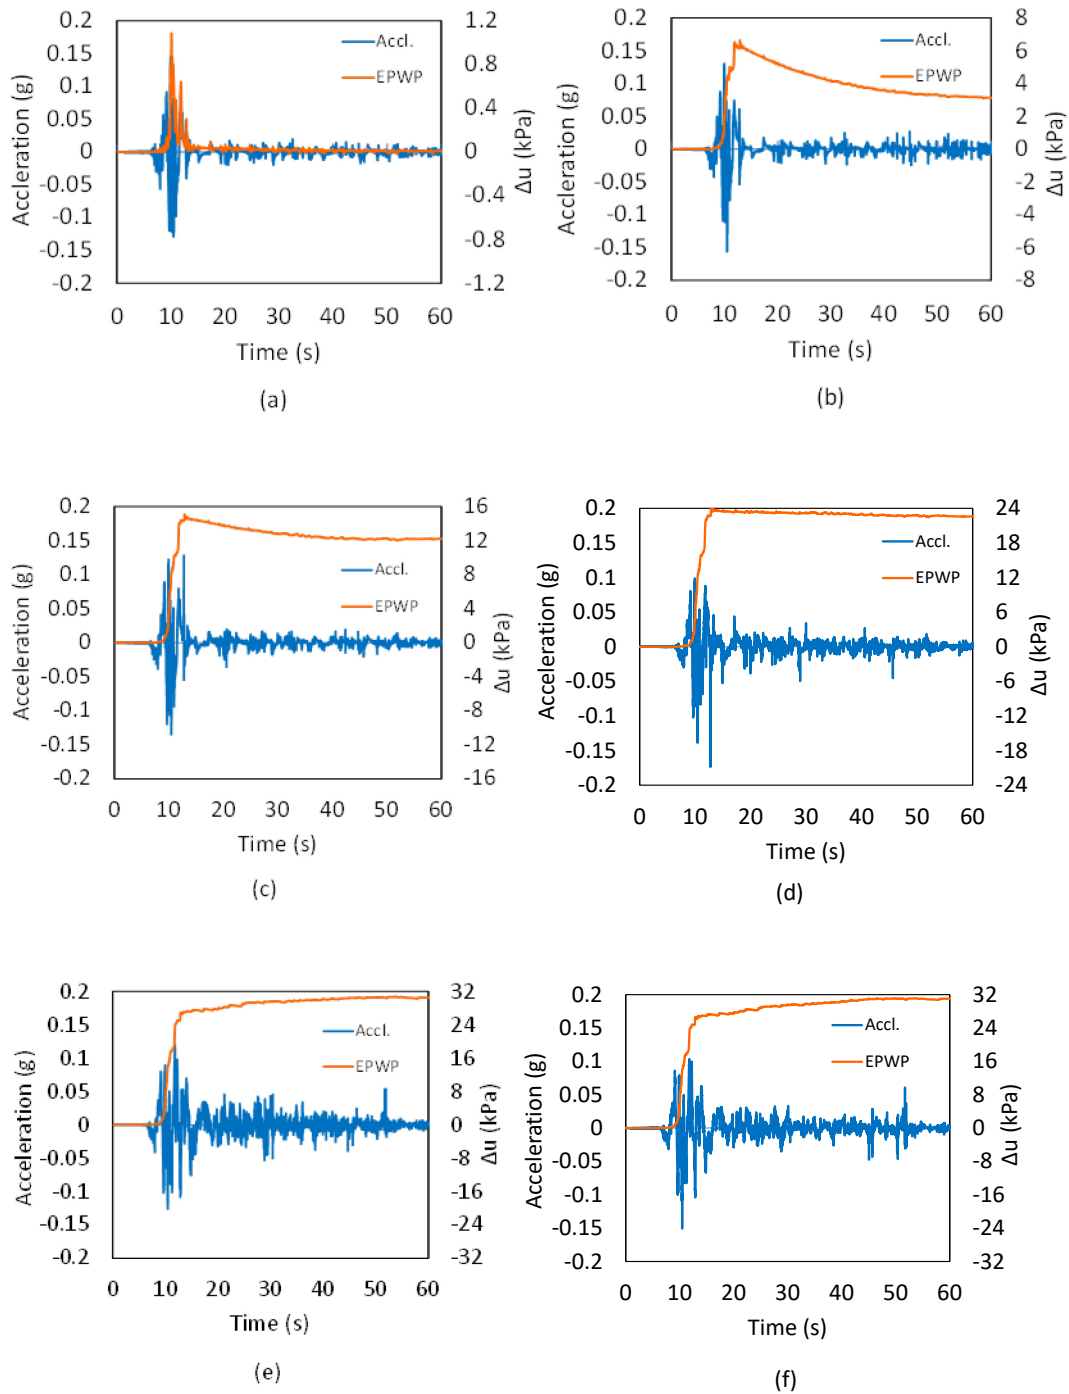 Accleration (g)
0.2
0.15
0.1
0.05
0
-0.05
-0.1
-0.15
-0.2
Accl.
EPWP
1.2
0.8
0.4
0
-0.4
-0.8
-1.2
Δu (kPa)
0 10 20 30 40 50 60
Time (s)
(a)
Accleration (g)
0.2
0.15
0.1
0.05
0
-0.05
-0.1
-0.15
-0.2
Accl.
EPWP
8
6
4
2
0
-2
-4
-6
-8
Δu (kPa)
0 10 20 30 40 50 60
Time (s)
(b)
Acceleration (g)
0.2
0.15
0.1
0.05
0
-0.05
-0.1
-0.15
-0.2
Accl.
EPWP
16
12
8
4
0
-4
-8
-12
-16
Δu (kPa)
0 10 20 30 40 50 60
Time (s)
(c)
Acceleration (g)
0.2
0.15
0.1
0.05
0
-0.05
-0.1
-0.15
-0.2
Accl.
EPWP
24
18
12
6
0
-6
-12
-18
-24
Δu (kPa)
0 10 20 30 40 50 60
Time (s)
(d)
Acceleration (g)
0.2
0.15
0.1
0.05
0
-0.05
-0.1
-0.15
-0.2
Accl.
EPWP
32
24
16
8
0
-8
-16
-24
-32
Δu (kPa)
0 10 20 30 40 50 60
Time (s)
(e)
Acceleration (g)
0.2
0.15
0.1
0.05
0
-0.05
-0.1
-0.15
-0.2
Accl.
EPWP
32
24
16
8
0
-8
-16
-24
-32
Δu (kPa)
0 10 20 30 40 50 60
Time (s)
(f)